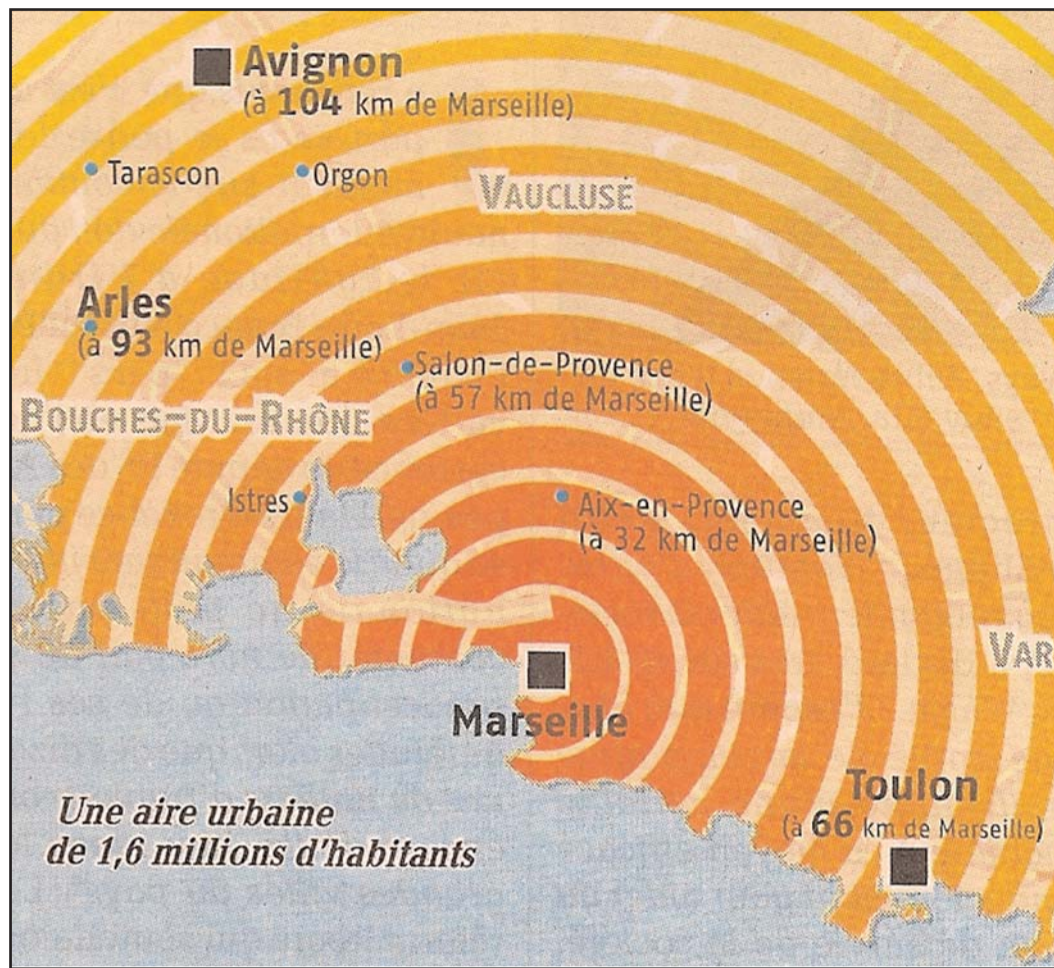 Avignon
(à 104 km de Marseille)
Tarascon
Orgon
VAUCLUSE
Arles
(à 93 km de Marseille)
Salon-de-Provence
(à 57 km de Marseille)
BOUCHES-DU-RHÔNE
Istres
Aix-en-Provence
(à 32 km de Marseille)
VAR
Marseille
Toulon
(à 66 km de Marseille)
Une aire urbaine
de 1,6 millions d'habitants